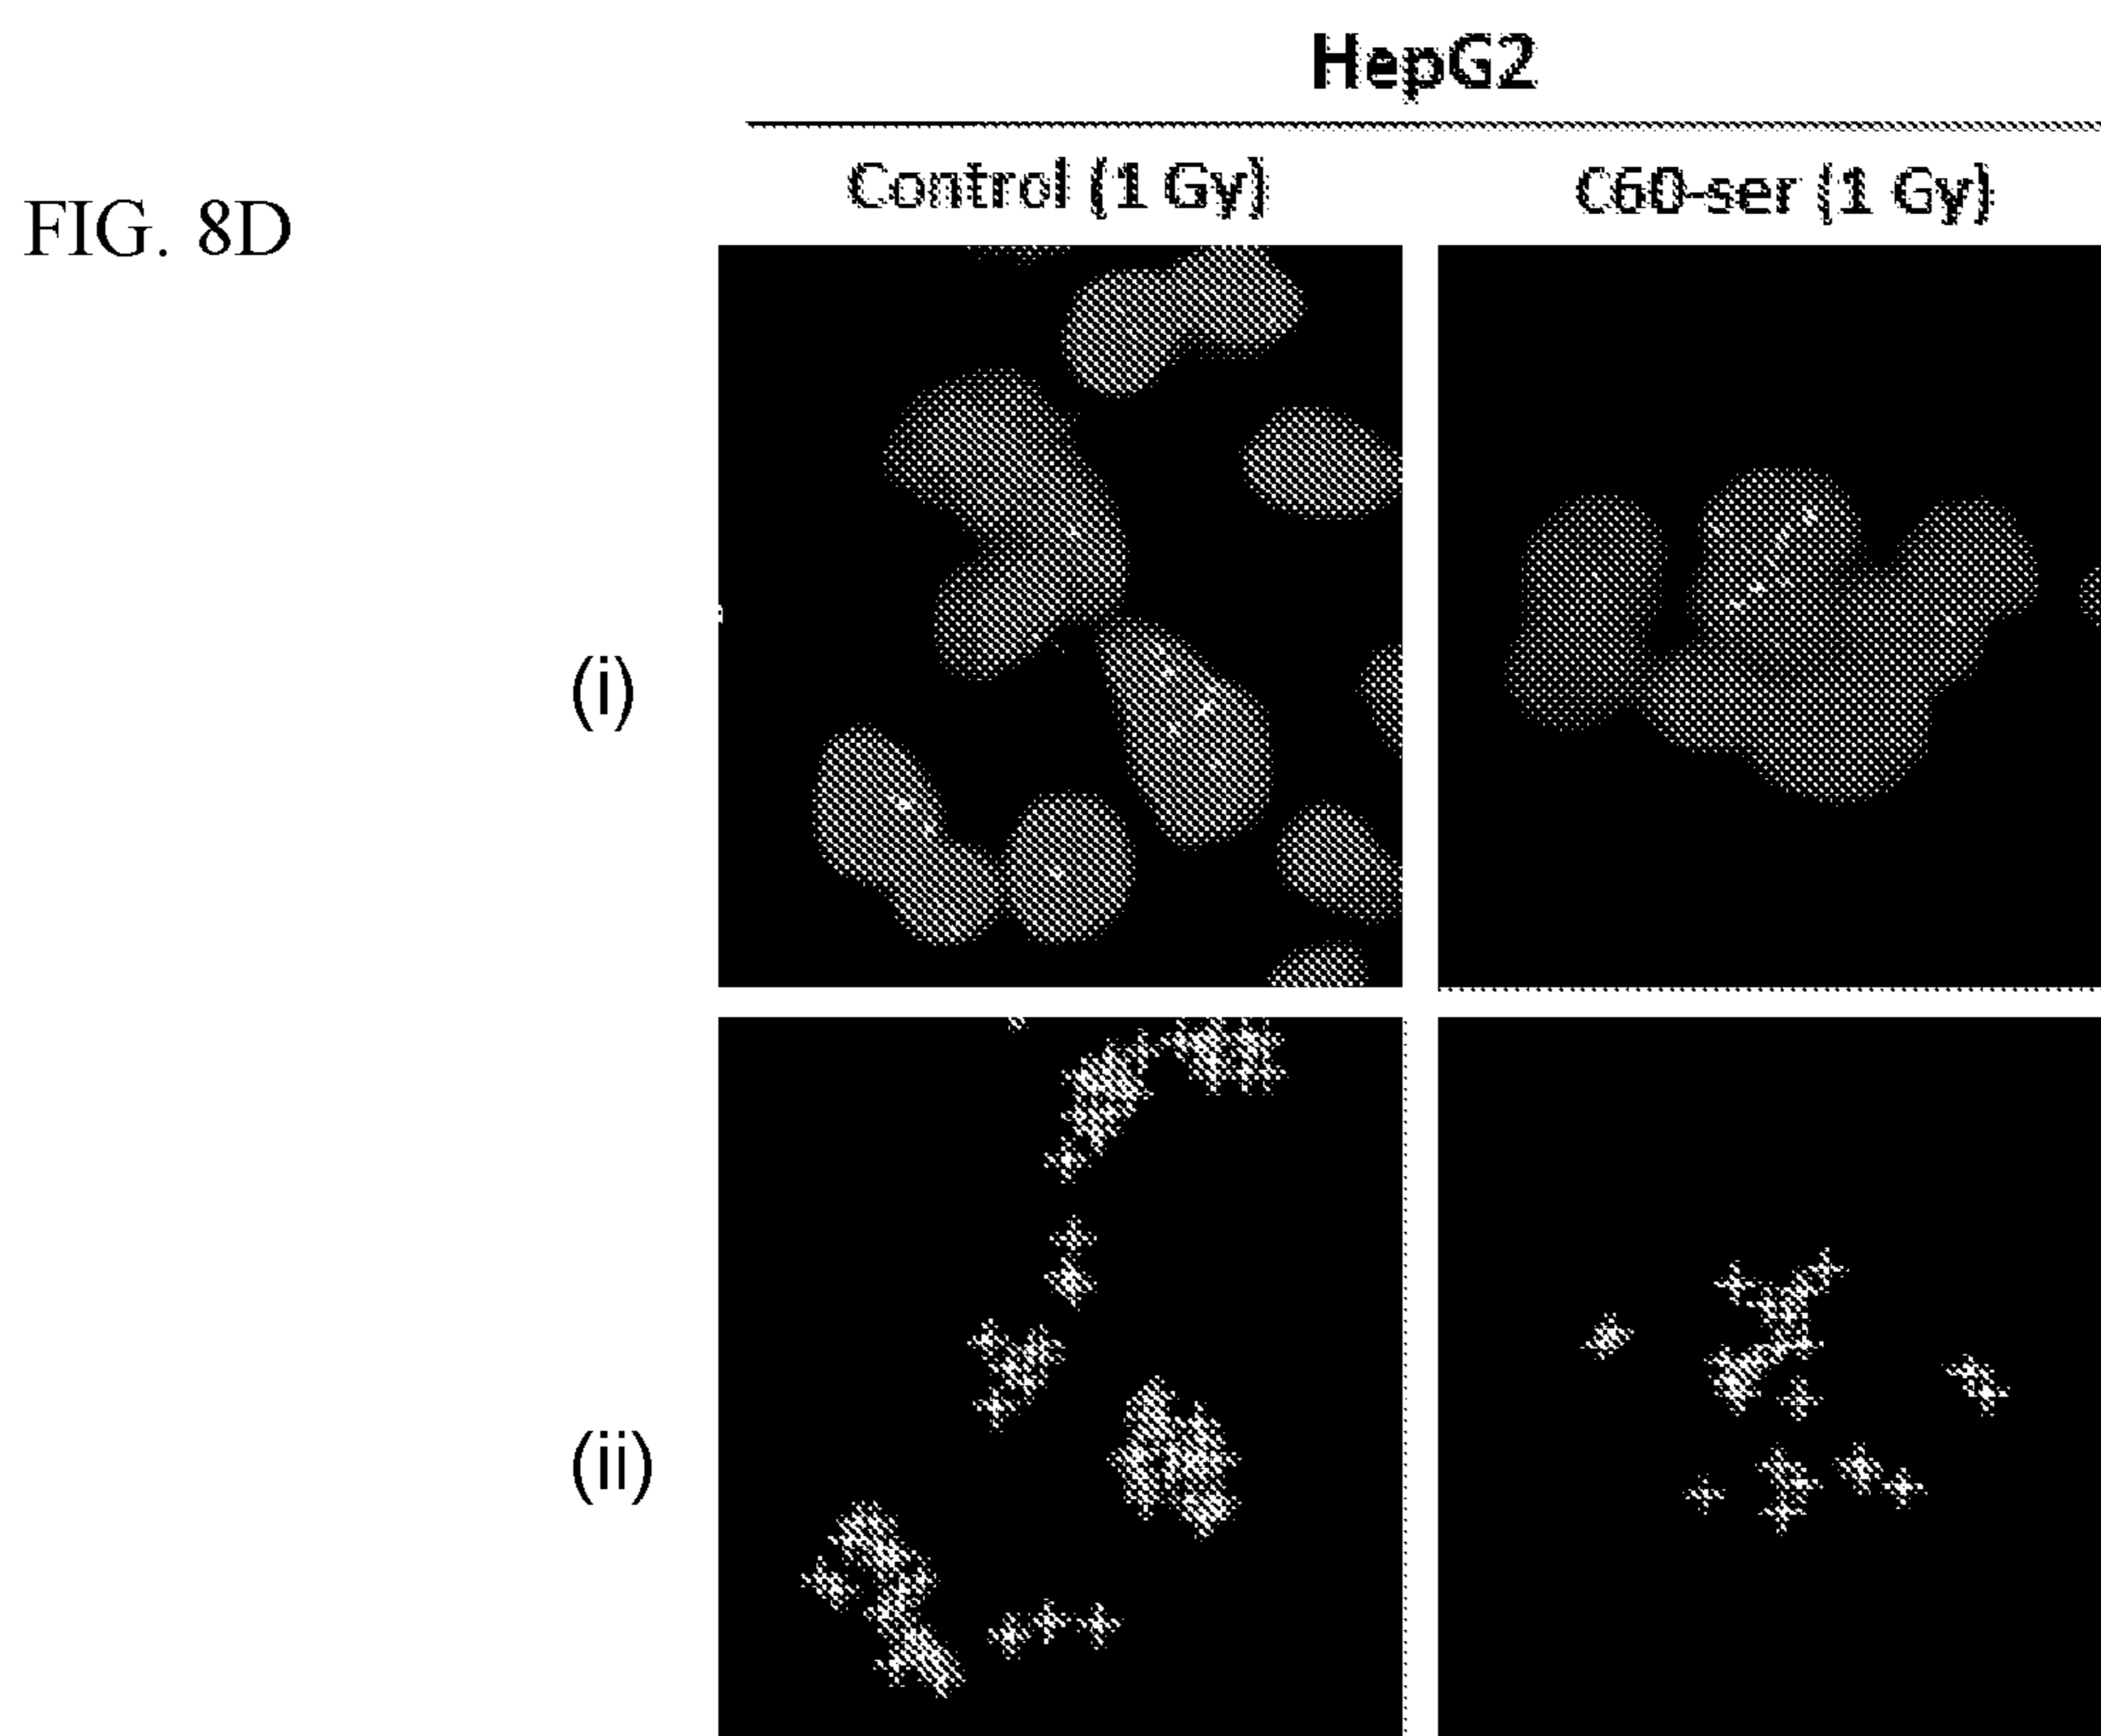 HepG2
Control (1 Gy)
C60-ser (1 Gy)
FIG. 8D
(i)
(ii)